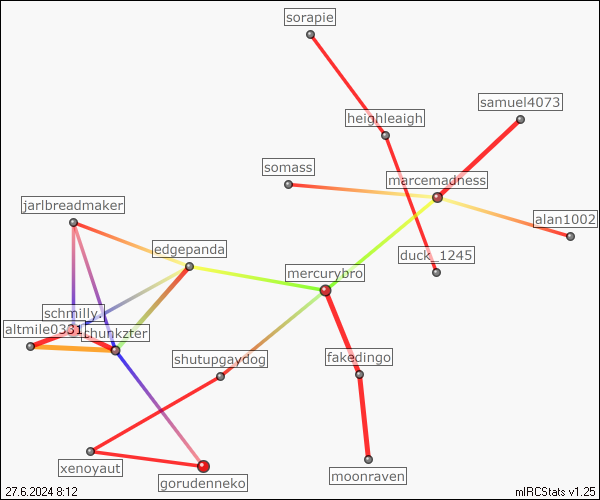 sorapie
samuel4073
heighleaigh
somass
marcemadness
jarlbreadmaker
alan1002
edgepanda
duck_1245
mercurybro
schmilly.
altmile0331
chunkzter
shutupgaydog
fakedingo
xenoyaut
moonraven
gorudenneko
27.6.2024 8:12
mIRCStats v1.25